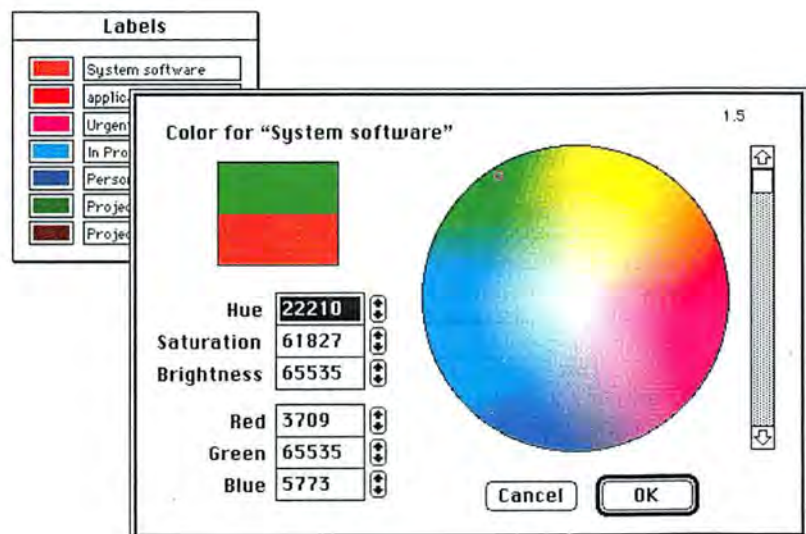 Labels
System software
applic
Urgent
In Pro
Person
Projec
Projec
1.5
Color for “System software”
Hue 22210
Saturation 61827
Brightness 65535
Red 3709
Green 65535
Blue 5773
Cancel OK